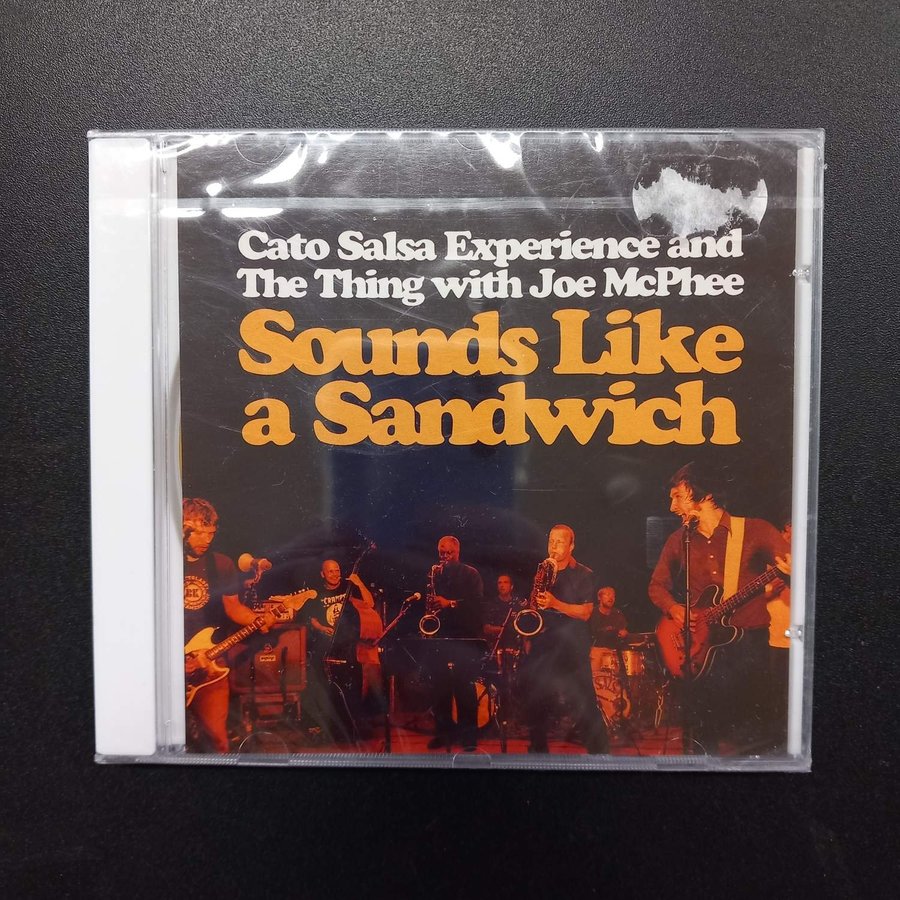 Cato Salsa Experience and
The Thing with Joe McPhee
Sounds Like
a Sandwich